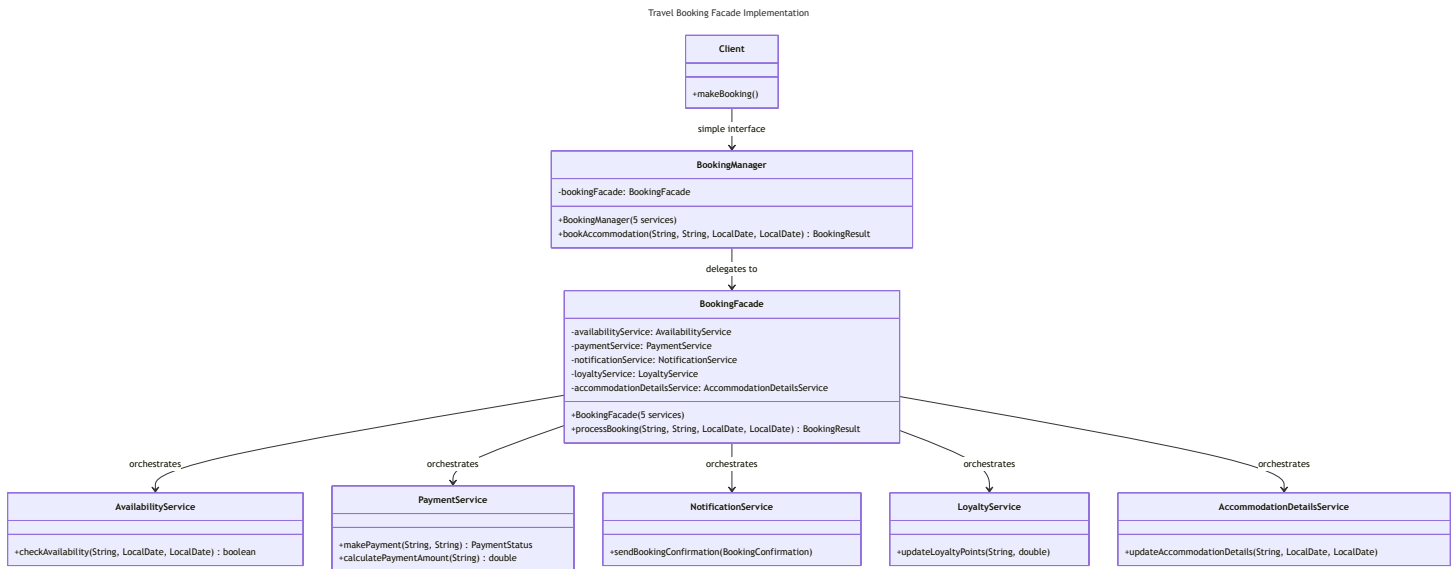 Travel Booking Facade Implementation
Client
+makeBooking()
simple interface
BookingManager
-bookingFacade: BookingFacade
+BookingManager(5 services)
+bookAccommodation(String, String, LocalDate, LocalDate) : BookingResult
delegates to
BookingFacade
-availabilityService: AvailabilityService
-paymentService: PaymentService
-notificationService: NotificationService
-loyaltyService: LoyaltyService
-accommodationDetailsService: AccommodationDetailsService
+BookingFacade(5 services)
+processBooking(String, String, LocalDate, LocalDate) : BookingResult
orchestrates
orchestrates
orchestrates
orchestrates
orchestrates
AvailabilityService
+checkAvailability(String, LocalDate, LocalDate) : boolean
PaymentService
+makePayment(String, String) : PaymentStatus
+calculatePaymentAmount(String) : double
NotificationService
+sendBookingConfirmation(BookingConfirmation)
LoyaltyService
+updateLoyaltyPoints(String, double)
AccommodationDetailsService
+updateAccommodationDetails(String, LocalDate, LocalDate)